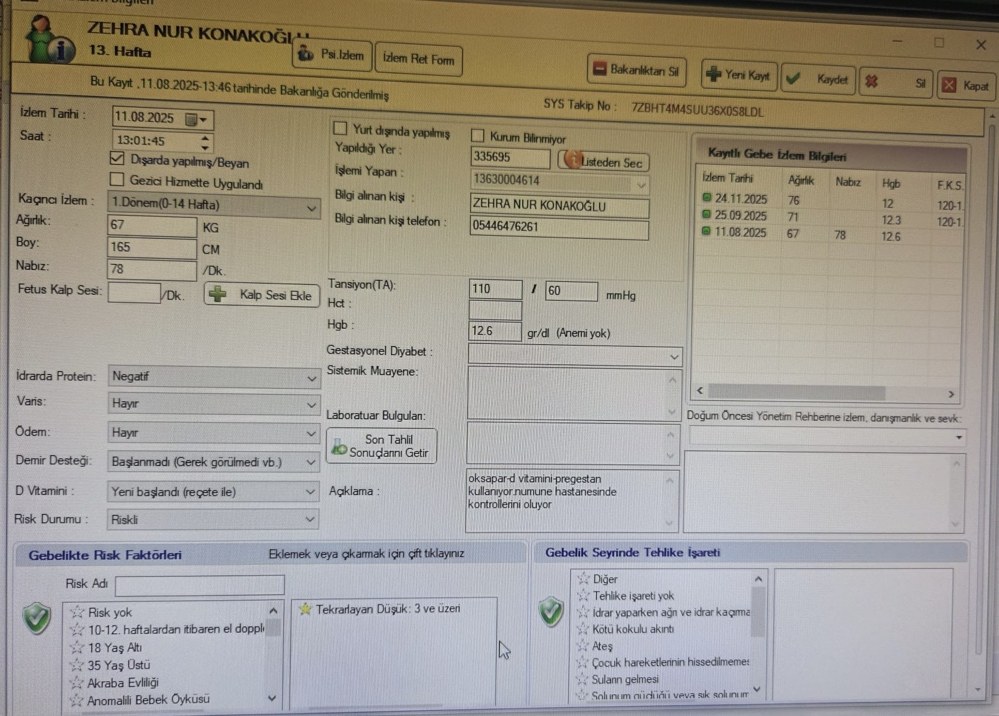 ZEHRA NUR KONAKOĞLU
13. Hafta
Psi.İzlem
İzlem Ret Form
Bakanlıktan Sil
Yeni Kayıt
Kaydet
Sil
Kapat
Bu Kayıt ,11.08.2025-13:46 tarihinde Bakanlığa Gönderilmiş
SYS Takip No : 7ZBHT4M4SUU36X0S8LDL
İzlem Tarihi : 11.08.2025
Saat : 13:01:45
Dışarda yapılmış/Beyan
Gezici Hizmette Uygulandı
Kaçıncı İzlem : 1.Dönem(0-14 Hafta)
Ağırlık: 67 KG
Boy: 165 CM
Nabız: 78 /Dk.
Fetus Kalp Sesi: /Dk. Kalp Sesi Ekle
İdrarda Protein: Negatif
Varis: Hayır
Ödem: Hayır
Demir Desteği: Başlanmadı (Gerek görülmedi vb.)
D Vitamini : Yeni başlandı (reçete ile)
Risk Durumu : Riskli
Yurt dışında yapılmış
Kurum Bilinmiyor
Yapıldığı Yer : 335695 Listeden Sec
İşlemi Yapan : 13630004614
Bilgi alınan kişi : ZEHRA NUR KONAKOĞLU
Bilgi alınan kişi telefon : 05446476261
Tansiyon(TA): 110 / 60 mmHg
Hct :
Hgb : 12.6 gr/dl (Anemi yok)
Gestasyonel Diyabet :
Sistemik Muayene:
Laboratuar Bulguları:
Son Tahlil
Sonuçlarını Getir
Açıklama : oksapar-d vitamini-pregestan
kullanıyor.numune hastanesinde
kontrollerini oluyor
Kayıtlı Gebe İzlem Bilgileri
İzlem Tarihi Ağırlık Nabız Hgb F.K.S.
24.11.2025 76 12 120-1.
25.09.2025 71 12.3 120-1.
11.08.2025 67 78 12.6
Doğum Öncesi Yönetim Rehberine izlem, danışmanlık ve sevk:
Gebelikte Risk Faktörleri
Eklemek veya çıkarmak için çift tıklayınız
Risk Adı
Risk yok
10-12. haftalardan itibaren el doppl
18 Yaş Altı
35 Yaş Üstü
Akraba Evliliği
Anomalili Bebek Öyküsü
Tekrarlayan Düşük: 3 ve üzeri
Gebelik Seyrinde Tehlike İşareti
Diğer
Tehlike işareti yok
İdrar yaparken ağrı ve idrar kaçırma
Kötü kokulu akıntı
Ateş
Çocuk hareketlerinin hissedilmemes
Suların gelmesi
Solunum güçlüğü veya sık solunum